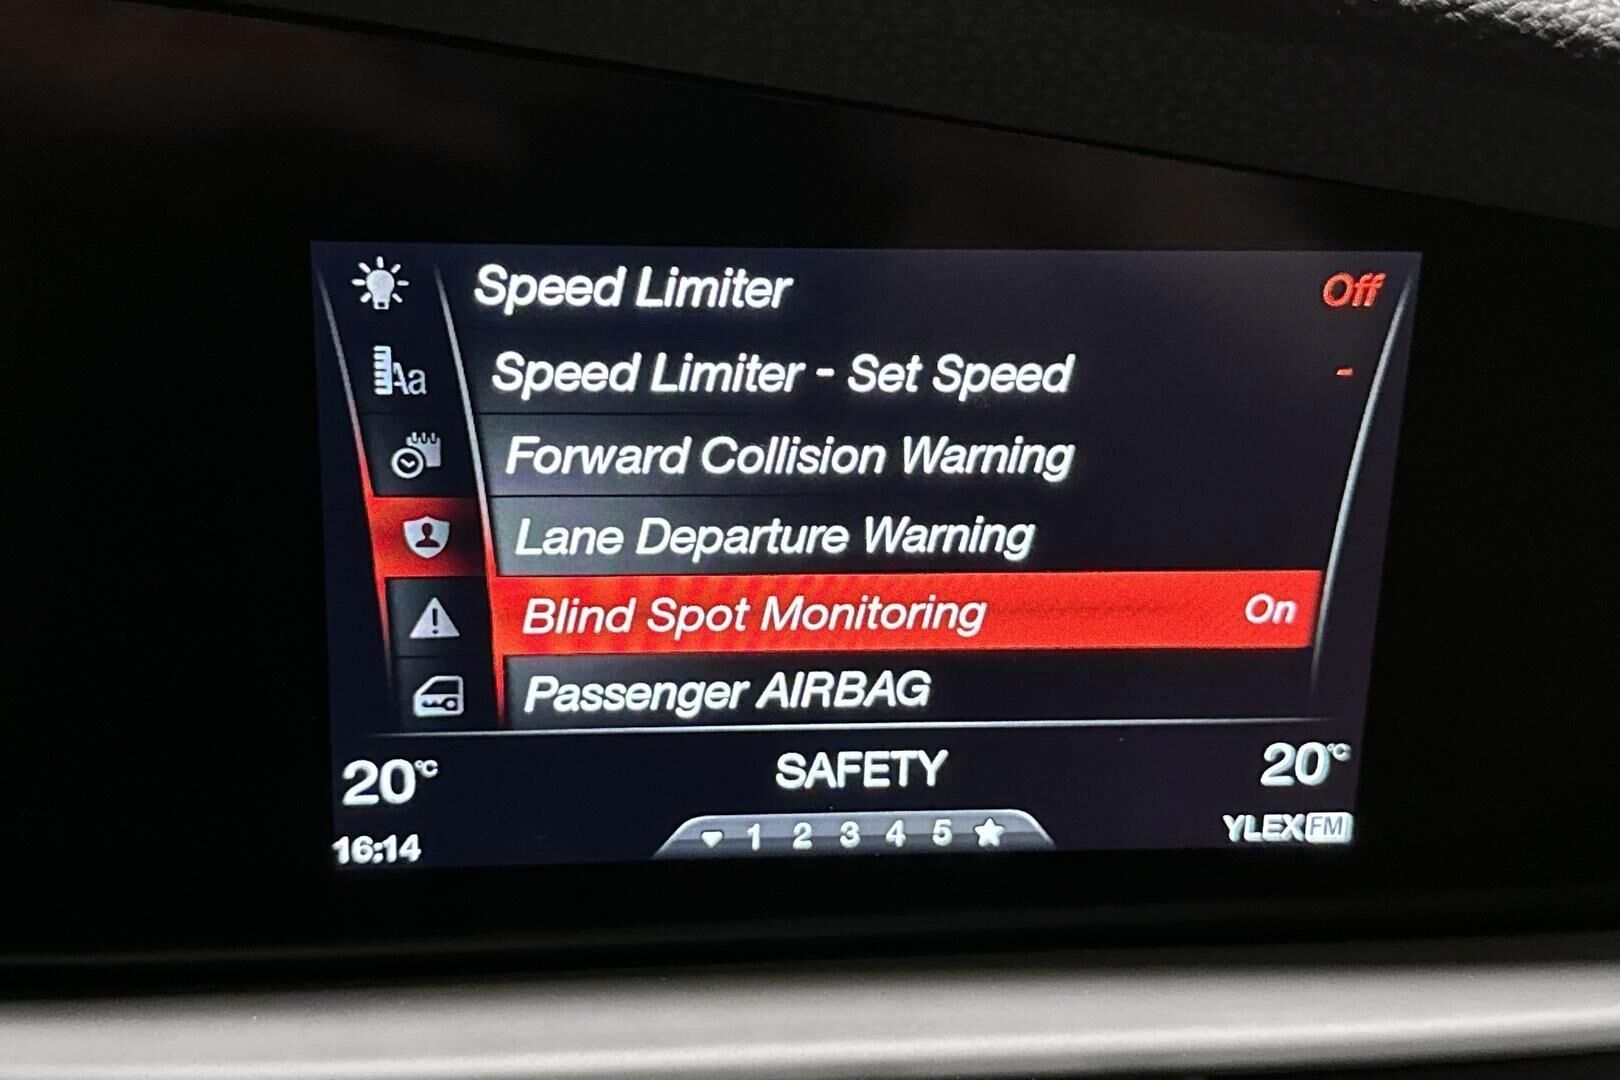 Speed Limiter Off
Aa Speed Limiter - Set Speed -
Forward Collision Warning
Lane Departure Warning
Blind Spot Monitoring On
Passenger AIRBAG
20°C SAFETY 20°C
16:14 1 2 3 4 5 YLEX FM